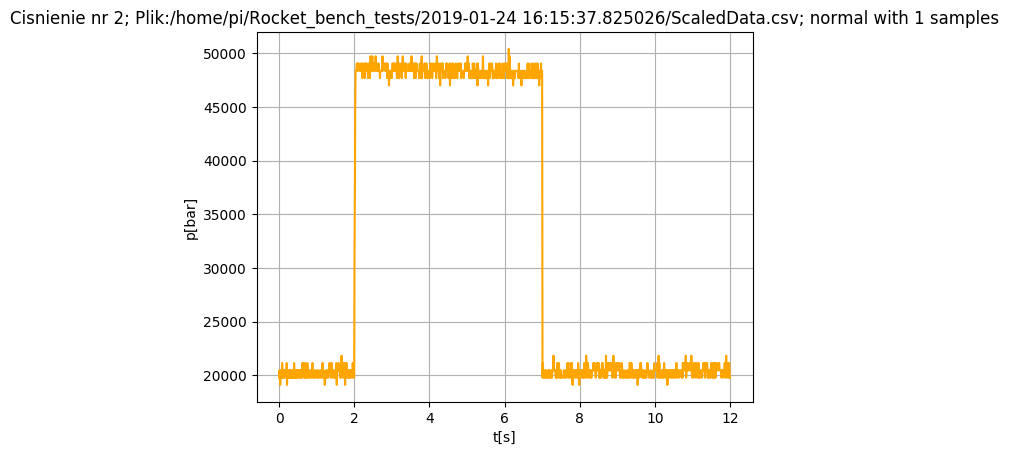 Cisnienie nr 2; Plik:/home/pi/Rocket_bench_tests/2019-01-24 16:15:37.825026/ScaledData.csv; normal with 1 samples
50000
45000
40000
35000
30000
25000
20000
p[bar]
0 2 4 6 8 10 12
t[s]